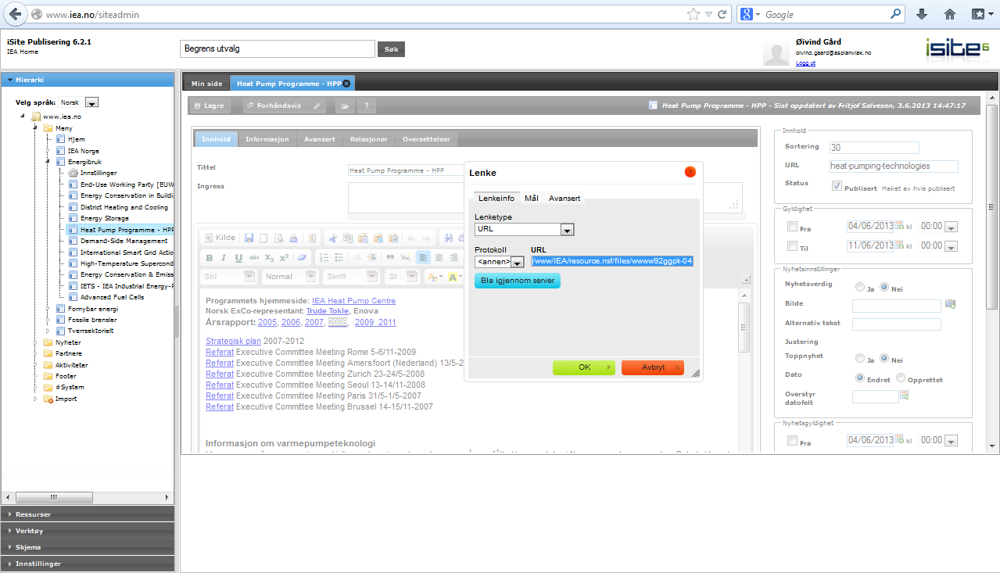 www.iea.no/siteadmin
Google
iSite Publisering 6.2.1
IEA Home
Begrens utvalg
Søk
Øivind Gård
oivind.gaard@asplanviak.no
Logg ut
isite6
Hierarki
Velg språk: Norsk
www.iea.no
Meny
Hjem
IEA Norge
Energibruk
Innstillinger
End-Use Working Party [EUW
Energy Conservation in Buildin
District Heating and Cooling
Energy Storage
Heat Pump Programme - HPP
Demand-Side Management
International Smart Grid Actio
High-Temperature Supercond
Energy Conservation & Emiss
IETS - IEA Industrial Energy-R
Advanced Fuel Cells
Fornybar energi
Fossile brensler
Tverrsektorielt
Nyheter
Partnere
Aktiviteter
Footer
#System
Import
Ressurser
Verktøy
Skjema
Innstillinger
Min side
Heat Pump Programme - HPP
Lagre
Forhåndsvis
?
Heat Pump Programme - HPP - Sist oppdatert av Fritjof Salvesen, 3.6.2013 14:47:17
Innhold
Informasjon
Avansert
Relasjoner
Oversettelser
Tittel
Heat Pump Programme - HPP
Ingress
Kilde
B I U abc X2 X2
Stil
Normal
Skrift
St...
Programmets hjemmeside: IEA Heat Pump Centre
Norsk ExCo-representant: Trude Tokle, Enova
Årsrapport: 2005, 2006, 2007, 2008, 2009 2011
Strategisk plan 2007-2012
Referat Executive Committee Meeting Rome 5-6/11-2009
Referat Executive Committee Meeting Amersfoort (Nederland) 13/5-2
Referat Executive Committee Meeting Zurich 23-24/5-2008
Referat Executive Committee Meeting Seoul 13-14/11-2008
Referat Executive Committee Meeting Paris 31/5-1/5-2007
Referat Executive Committee Meeting Brussel 14-15/11-2007
Informasjon om varmepumpeteknologi
Lenke
Lenkeinfo
Mål
Avansert
Lenketype
URL
Protokoll
URL
<annen>
/www/IEA/resource.nsf/files/wwww92ggpk-04
Bla igjennom server
OK
Avbryt
Innhold
Sortering
30
URL
heat-pumping-technologies
Status
Publisert Haket av hvis publisert
Gyldighet
Fra
04/06/2013 kl 00:00
Til
11/06/2013 kl 00:00
Nyhetsinnstillinger
Nyhetsverdig
Ja
Nei
Bilde
Alternativ tekst
Justering
Toppnyhet
Ja
Nei
Dato
Endret
Opprettet
Overstyr
datofelt
Nyhetsgyldighet
Fra
04/06/2013 kl 00:00